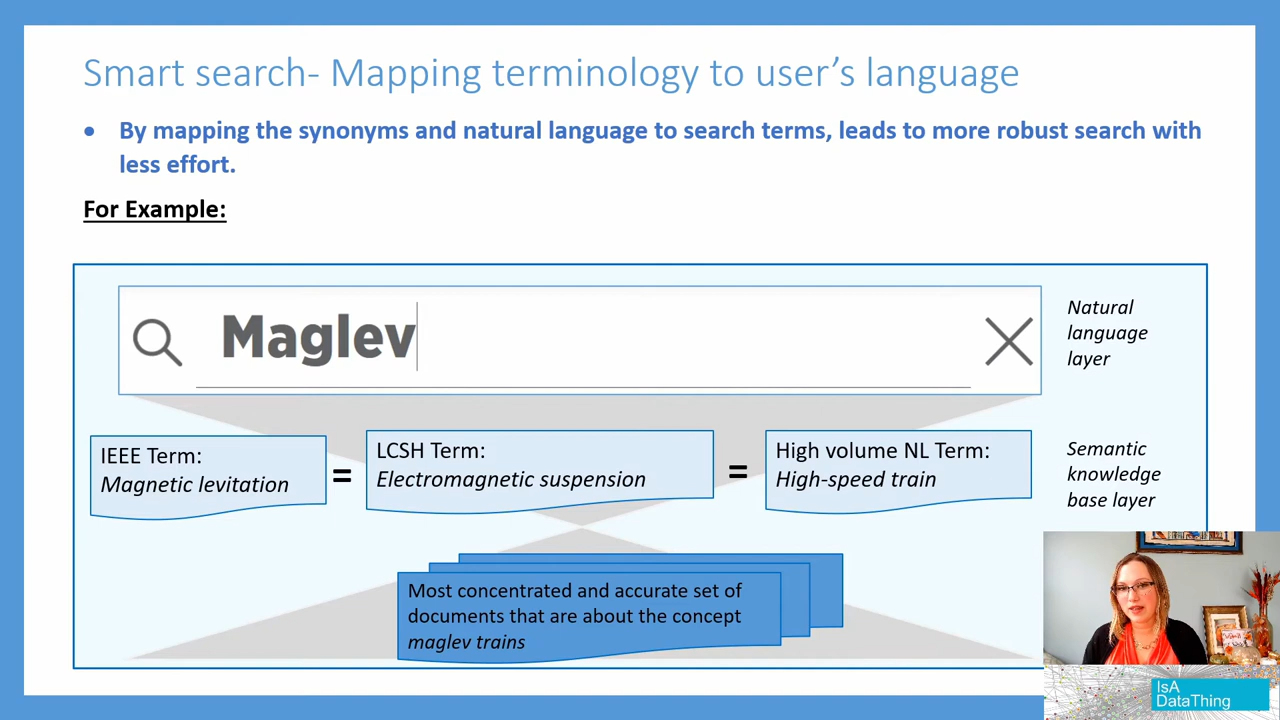 Smart search- Mapping terminology to user’s language
• By mapping the synonyms and natural language to search terms, leads to more robust search with
less effort.
For Example:
Maglev
Natural
language
layer
IEEE Term:
Magnetic levitation
=
LCSH Term:
Electromagnetic suspension
=
High volume NL Term:
High-speed train
Semantic
knowledge
base layer
Most concentrated and accurate set of
documents that are about the concept
maglev trains
IsA
DataThing